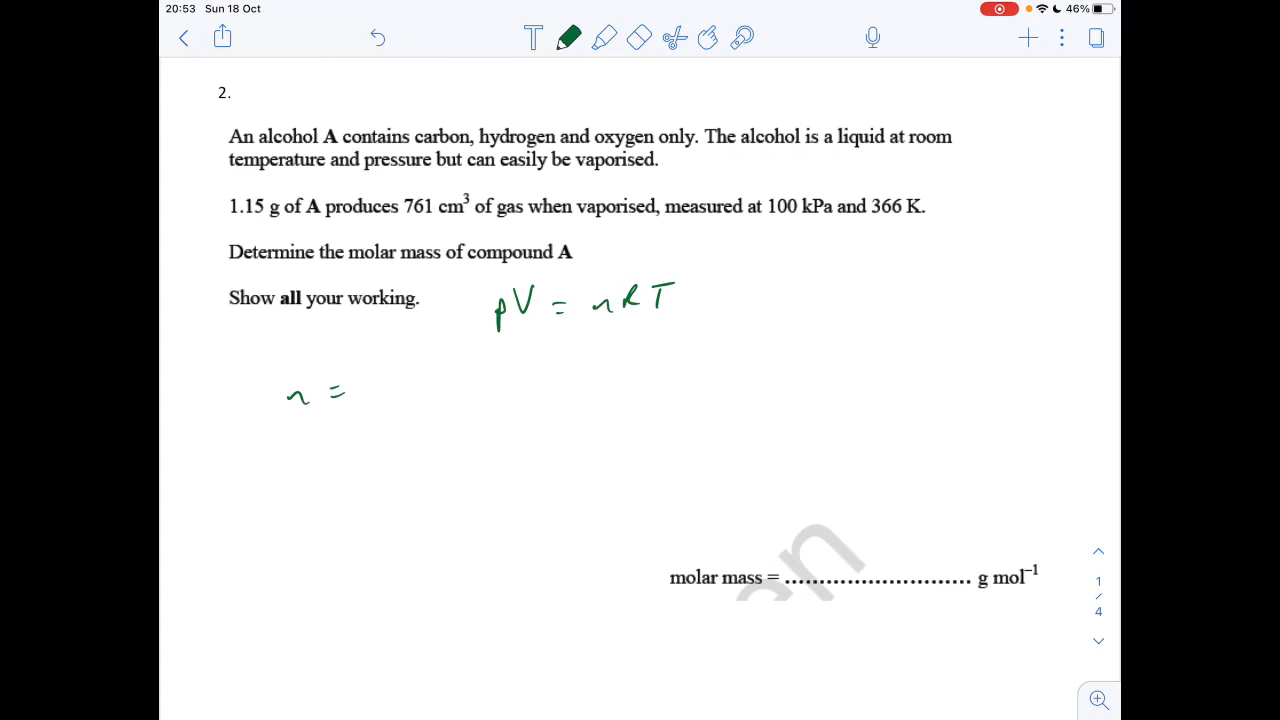 20:53 Sun 18 Oct
46%
2.
An alcohol A contains carbon, hydrogen and oxygen only. The alcohol is a liquid at room
temperature and pressure but can easily be vaporised.
1.15 g of A produces 761 cm³ of gas when vaporised, measured at 100 kPa and 366 K.
Determine the molar mass of compound A
Show all your working.
pV = nRT
n =
molar mass = ............................ g mol⁻¹
1
/
4